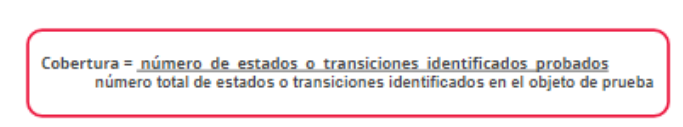 Cobertura = número de estados o transiciones identificados probados
número total de estados o transiciones identificados en el objeto de prueba